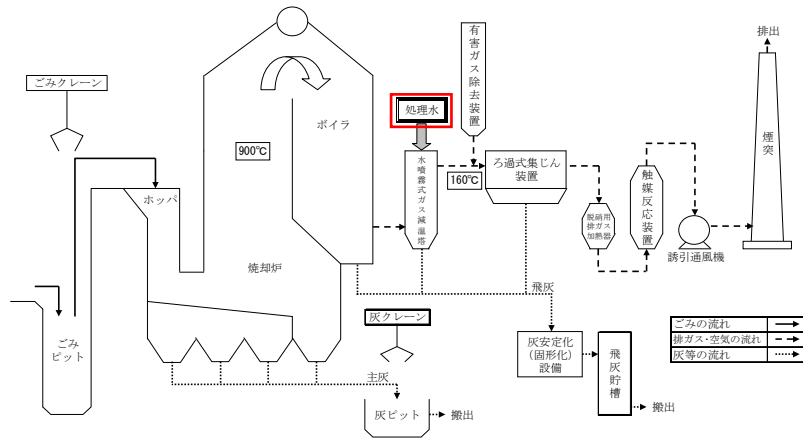 排出
有害ガス除去装置
ごみクレーン
処理水
ボイラ
煙突
900℃
水噴霧式ガス減温塔
ろ過式集じん
装置
160℃
触媒反応装置
ホッパ
脱硝用
排ガス
加熱器
誘引通風機
焼却炉
飛灰
灰クレーン
ごみの流れ
排ガス・空気の流れ
灰等の流れ
ごみ
ピット
灰安定化
(固形化)
設備
飛灰貯槽
主灰
灰ピット
搬出
搬出